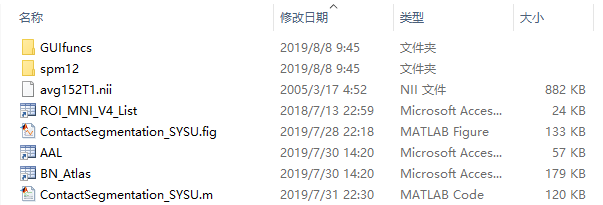 名称 修改日期 类型 大小
GUIfuncs 2019/8/8 9:45 文件夹
spm12 2019/8/8 9:45 文件夹
avg152T1.nii 2005/3/17 4:52 NII 文件 882 KB
ROI_MNI_V4_List 2018/7/13 22:59 Microsoft Acces... 24 KB
ContactSegmentation_SYSU.fig 2019/7/28 22:18 MATLAB Figure 133 KB
AAL 2019/7/30 14:20 Microsoft Acces... 57 KB
BN_Atlas 2019/7/30 14:20 Microsoft Acces... 179 KB
ContactSegmentation_SYSU.m 2019/7/31 22:30 MATLAB Code 120 KB